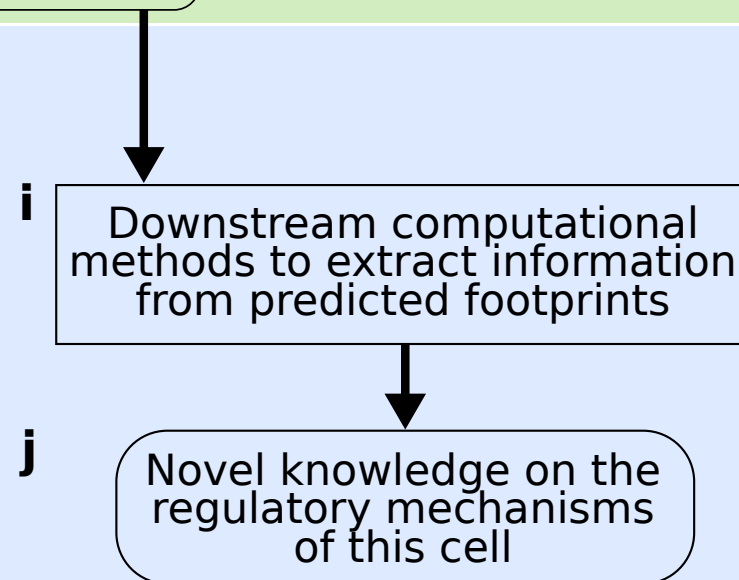 i
Downstream computational
methods to extract information
from predicted footprints
j
Novel knowledge on the
regulatory mechanisms
of this cell